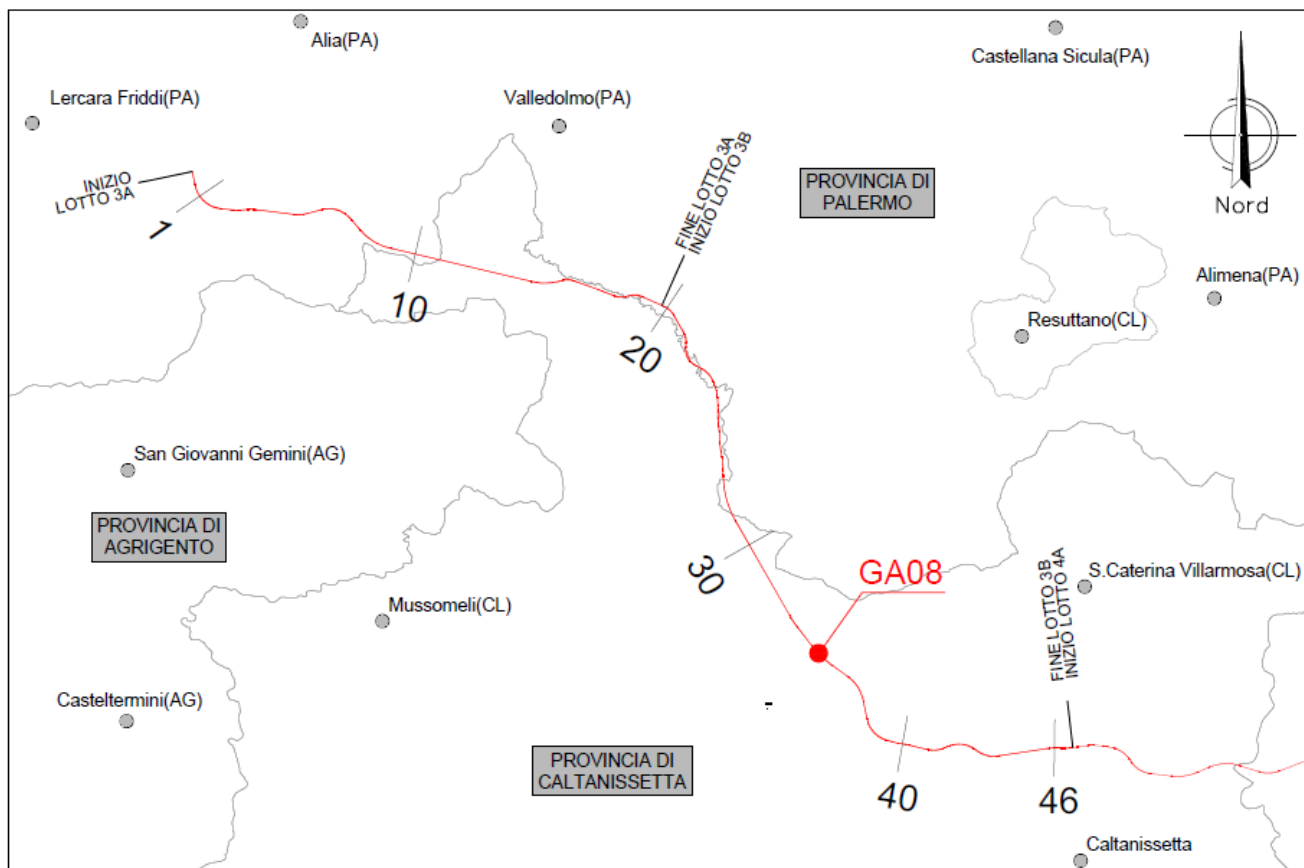 Alia(PA)
Castellana Sicula(PA)
Lercara Friddi(PA)
Valledolmo(PA)
INIZIO
LOTTO 3A
FINE LOTTO 3A
INIZIO LOTTO 3B
PROVINCIA DI
PALERMO
Nord
1
10
20
Alimena(PA)
Resuttano(CL)
San Giovanni Gemini(AG)
PROVINCIA DI
AGRIGENTO
30
GA08
FINE LOTTO 3B
INIZIO LOTTO 4A
S.Caterina Villarmosa(CL)
Mussomeli(CL)
Casteltermini(AG)
PROVINCIA DI
CALTANISSETTA
40
46
Caltanissetta